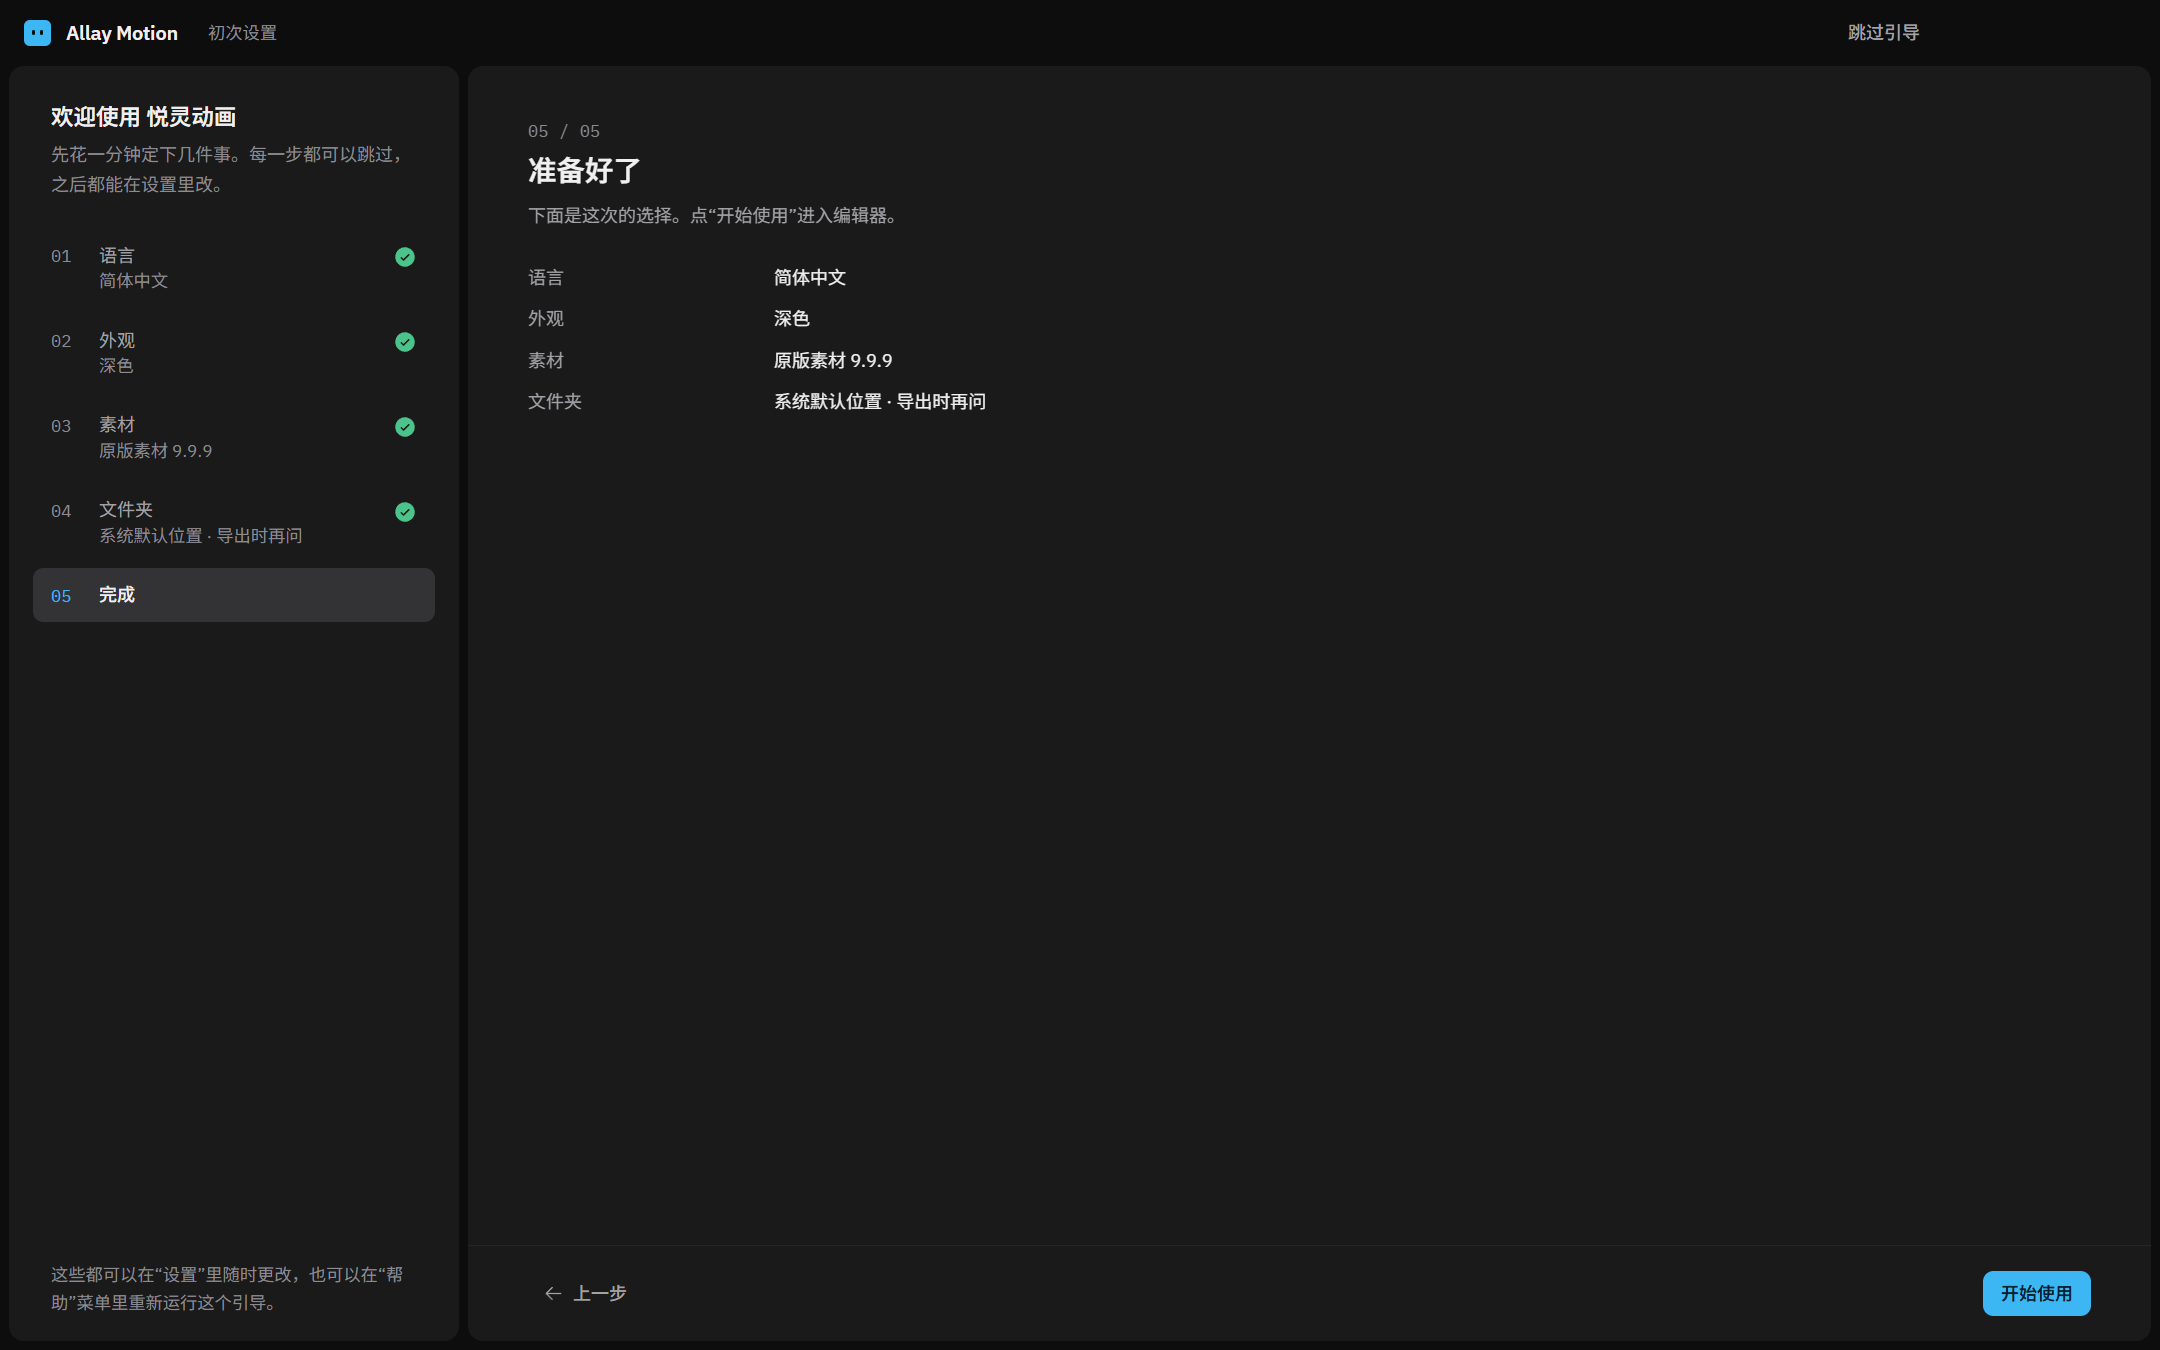 Allay Motion
初次设置
跳过引导
欢迎使用 悦灵动画
先花一分钟定下几件事。每一步都可以跳过，
之后都能在设置里改。
01 语言
简体中文
02 外观
深色
03 素材
原版素材 9.9.9
04 文件夹
系统默认位置 · 导出时再问
05 完成
这些都可以在“设置”里随时更改，也可以在“帮
助”菜单里重新运行这个引导。
05 / 05
准备好了
下面是这次的选择。点“开始使用”进入编辑器。
语言 简体中文
外观 深色
素材 原版素材 9.9.9
文件夹 系统默认位置 · 导出时再问
上一步
开始使用